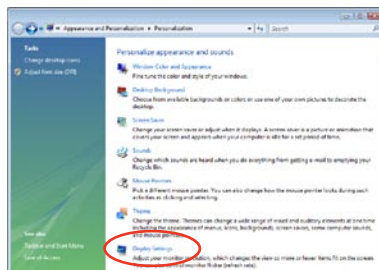 Appearance and Personalization ▸ Personalization
Search
Tasks
Change desktop icons
Adjust font size (DPI)
Personalize appearance and sounds
Window Color and Appearance
Fine tune the color and style of your windows.
Desktop Background
Choose from available backgrounds or colors or use one of your own pictures to decorate the
desktop.
Screen Saver
Change your screen saver or adjust when it displays. A screen saver is a picture or animation that
covers your screen and appears when your computer is idle for a set period of time.
Sounds
Change which sounds are heard when you do everything from getting e-mail to emptying your
Recycle Bin.
Mouse Pointers
Pick a different mouse pointer. You can also change how the mouse pointer looks during such
activities as clicking and selecting.
Theme
Change the theme. Themes can change a wide range of visual and auditory elements at one time
including the appearance of menus, icons, backgrounds, screen savers, some computer sounds,
and mouse pointers.
Display Settings
Adjust your monitor resolution, which changes the view so more or fewer items fit on the screen.
monitor flicker (refresh rate).
See also
Taskbar and Start Menu
Ease of Access